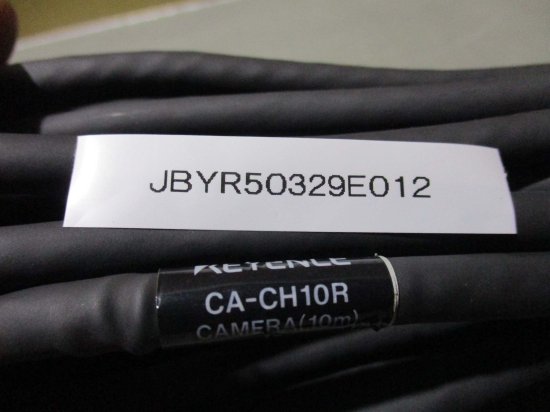 JBYR50329E012
KEYENCE
CA-CH10R
CAMERA(10m)